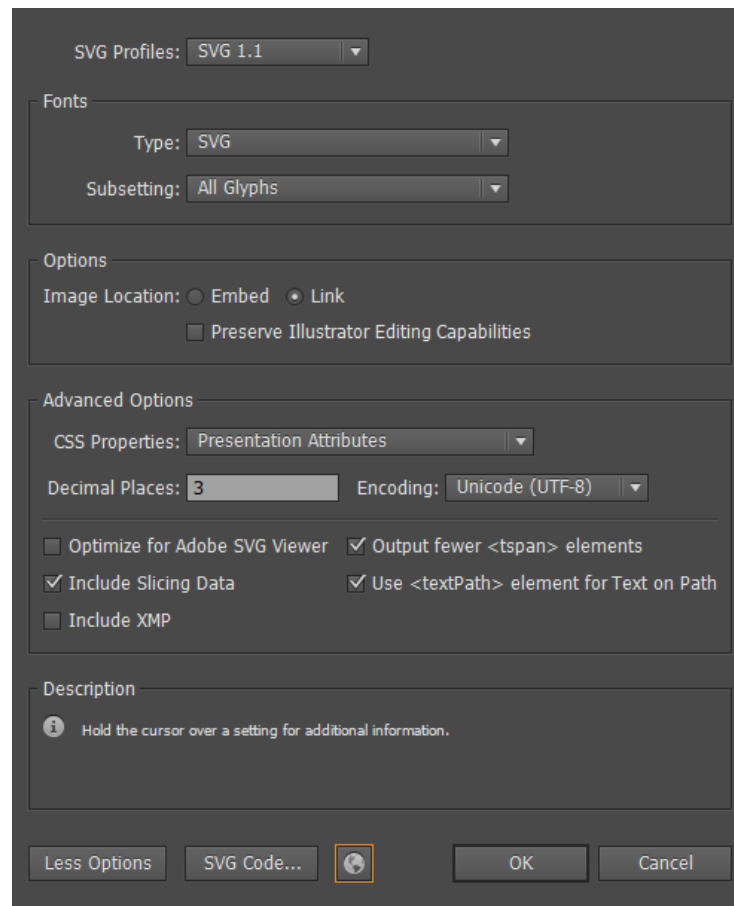 SVG Profiles: SVG 1.1
Fonts
Type: SVG
Subsetting: All Glyphs
Options
Image Location: Embed Link
Preserve Illustrator Editing Capabilities
Advanced Options
CSS Properties: Presentation Attributes
Decimal Places: 3 Encoding: Unicode (UTF-8)
Optimize for Adobe SVG Viewer Output fewer <tspan> elements
Include Slicing Data Use <textPath> element for Text on Path
Include XMP
Description
Hold the cursor over a setting for additional information.
Less Options SVG Code... OK Cancel